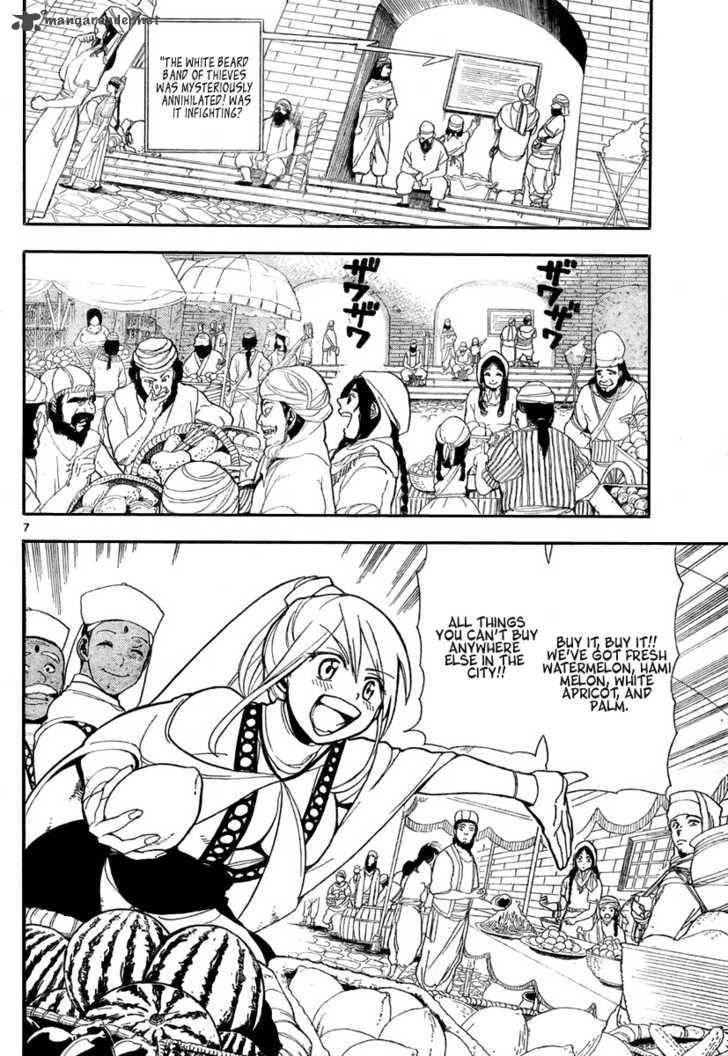 mangareader.net
"THE WHITE BEARD
BAND OF THIEVES
WAS MYSTERIOUSLY
ANNIHILATED! WAS
IT INFIGHTING?
ザワ
ザワ
ザワ
ザワ
7
BUY IT, BUY IT!!
WE'VE GOT FRESH
WATERMELON, HAMI
MELON, WHITE
APRICOT, AND
PALM.
ALL THINGS
YOU CAN'T BUY
ANYWHERE
ELSE IN THE
CITY!!